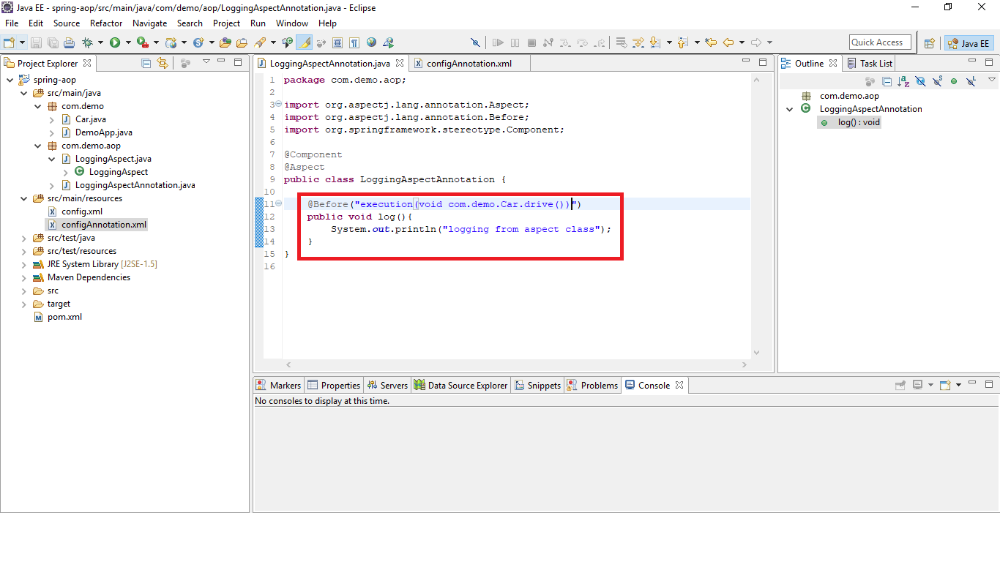 Java EE - spring-aop/src/main/java/com/demo/aop/LoggingAspectAnnotation.java - Eclipse
File Edit Source Refactor Navigate Search Project Run Window Help
Quick Access
Java EE
Project Explorer
spring-aop
src/main/java
com.demo
Car.java
DemoApp.java
com.demo.aop
LoggingAspect.java
LoggingAspect
LoggingAspectAnnotation.java
src/main/resources
config.xml
configAnnotation.xml
src/test/java
src/test/resources
JRE System Library [J2SE-1.5]
Maven Dependencies
src
target
pom.xml
LoggingAspectAnnotation.java configAnnotation.xml
1 package com.demo.aop;
2
3 import org.aspectj.lang.annotation.Aspect;
4 import org.aspectj.lang.annotation.Before;
5 import org.springframework.stereotype.Component;
6
7 @Component
8 @Aspect
9 public class LoggingAspectAnnotation {
10
11 @Before("execution(void com.demo.Car.drive())")
12 public void log(){
13 System.out.println("logging from aspect class");
14 }
15 }
16
Outline Task List
com.demo.aop
LoggingAspectAnnotation
log() : void
Markers Properties Servers Data Source Explorer Snippets Problems Console
No consoles to display at this time.